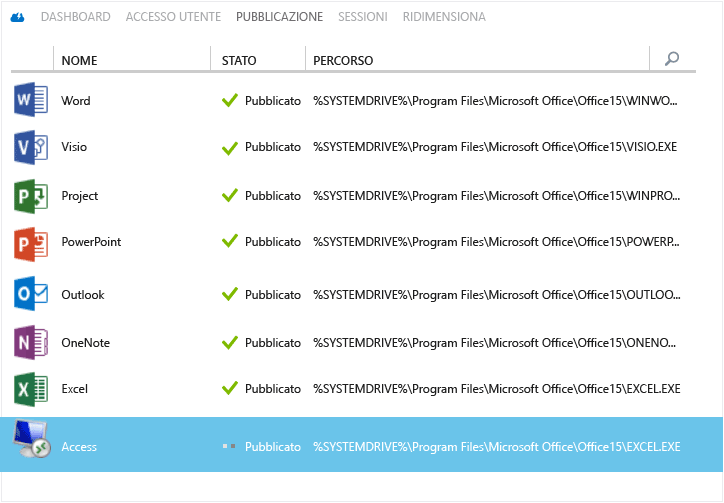 DASHBOARD ACCESSO UTENTE PUBBLICAZIONE SESSIONI RIDIMENSIONA
NOME STATO PERCORSO
Word Pubblicato %SYSTEMDRIVE%\Program Files\Microsoft Office\Office15\WINWO...
Visio Pubblicato %SYSTEMDRIVE%\Program Files\Microsoft Office\Office15\VISIO.EXE
Project Pubblicato %SYSTEMDRIVE%\Program Files\Microsoft Office\Office15\WINPRO...
PowerPoint Pubblicato %SYSTEMDRIVE%\Program Files\Microsoft Office\Office15\POWERP...
Outlook Pubblicato %SYSTEMDRIVE%\Program Files\Microsoft Office\Office15\OUTLOO...
OneNote Pubblicato %SYSTEMDRIVE%\Program Files\Microsoft Office\Office15\ONENO...
Excel Pubblicato %SYSTEMDRIVE%\Program Files\Microsoft Office\Office15\EXCEL.EXE
Access Pubblicato %SYSTEMDRIVE%\Program Files\Microsoft Office\Office15\EXCEL.EXE